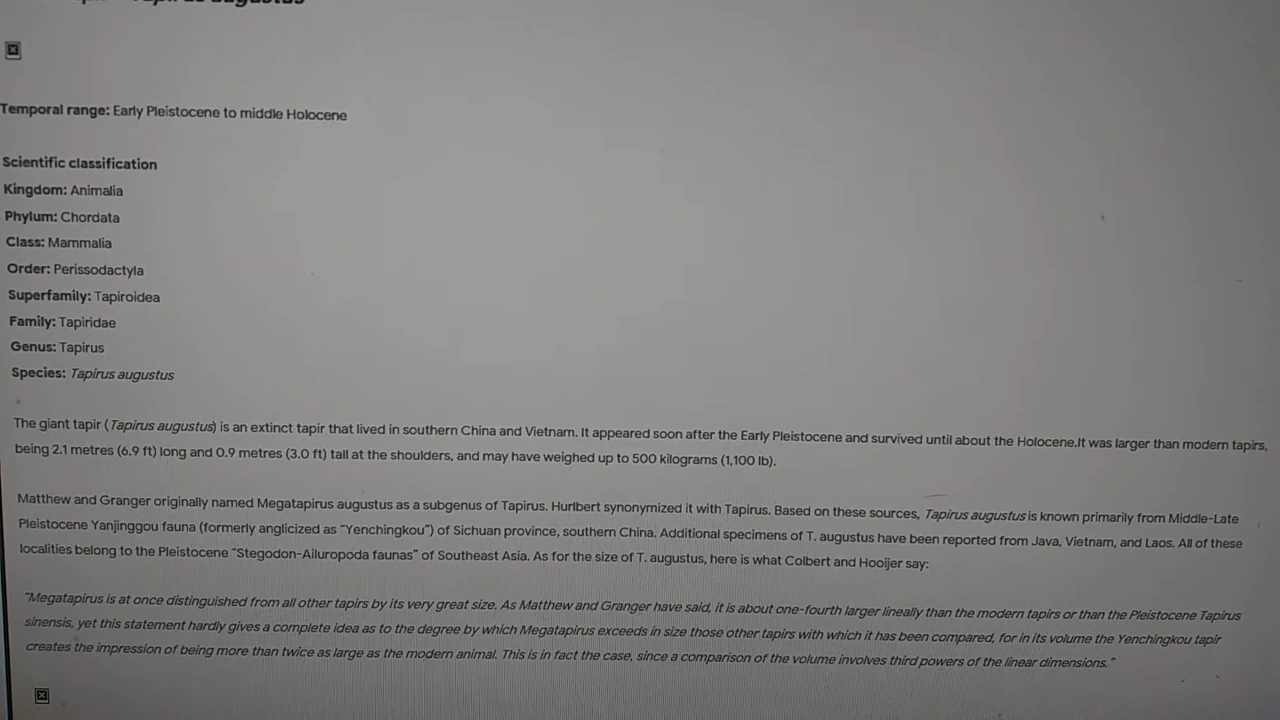 Tapirus augustus
Temporal range: Early Pleistocene to middle Holocene
Scientific classification
Kingdom: Animalia
Phylum: Chordata
Class: Mammalia
Order: Perissodactyla
Superfamily: Tapiroidea
Family: Tapiridae
Genus: Tapirus
Species: Tapirus augustus
The giant tapir (Tapirus augustus) is an extinct tapir that lived in southern China and Vietnam. It appeared soon after the Early Pleistocene and survived until about the Holocene.It was larger than modern tapirs,
being 2.1 metres (6.9 ft) long and 0.9 metres (3.0 ft) tall at the shoulders, and may have weighed up to 500 kilograms (1,100 lb).
Matthew and Granger originally named Megatapirus augustus as a subgenus of Tapirus. Hurlbert synonymized it with Tapirus. Based on these sources, Tapirus augustus is known primarily from Middle-Late
Pleistocene Yanjinggou fauna (formerly anglicized as “Yenchingkou”) of Sichuan province, southern China. Additional specimens of T. augustus have been reported from Java, Vietnam, and Laos. All of these
localities belong to the Pleistocene “Stegodon-Ailuropoda faunas” of Southeast Asia. As for the size of T. augustus, here is what Colbert and Hooijer say:
“Megatapirus is at once distinguished from all other tapirs by its very great size. As Matthew and Granger have said, it is about one-fourth larger lineally than the modern tapirs or than the Pleistocene Tapirus
sinensis, yet this statement hardly gives a complete idea as to the degree by which Megatapirus exceeds in size those other tapirs with which it has been compared, for in its volume the Yenchingkou tapir
creates the impression of being more than twice as large as the modern animal. This is in fact the case, since a comparison of the volume involves third powers of the linear dimensions.”